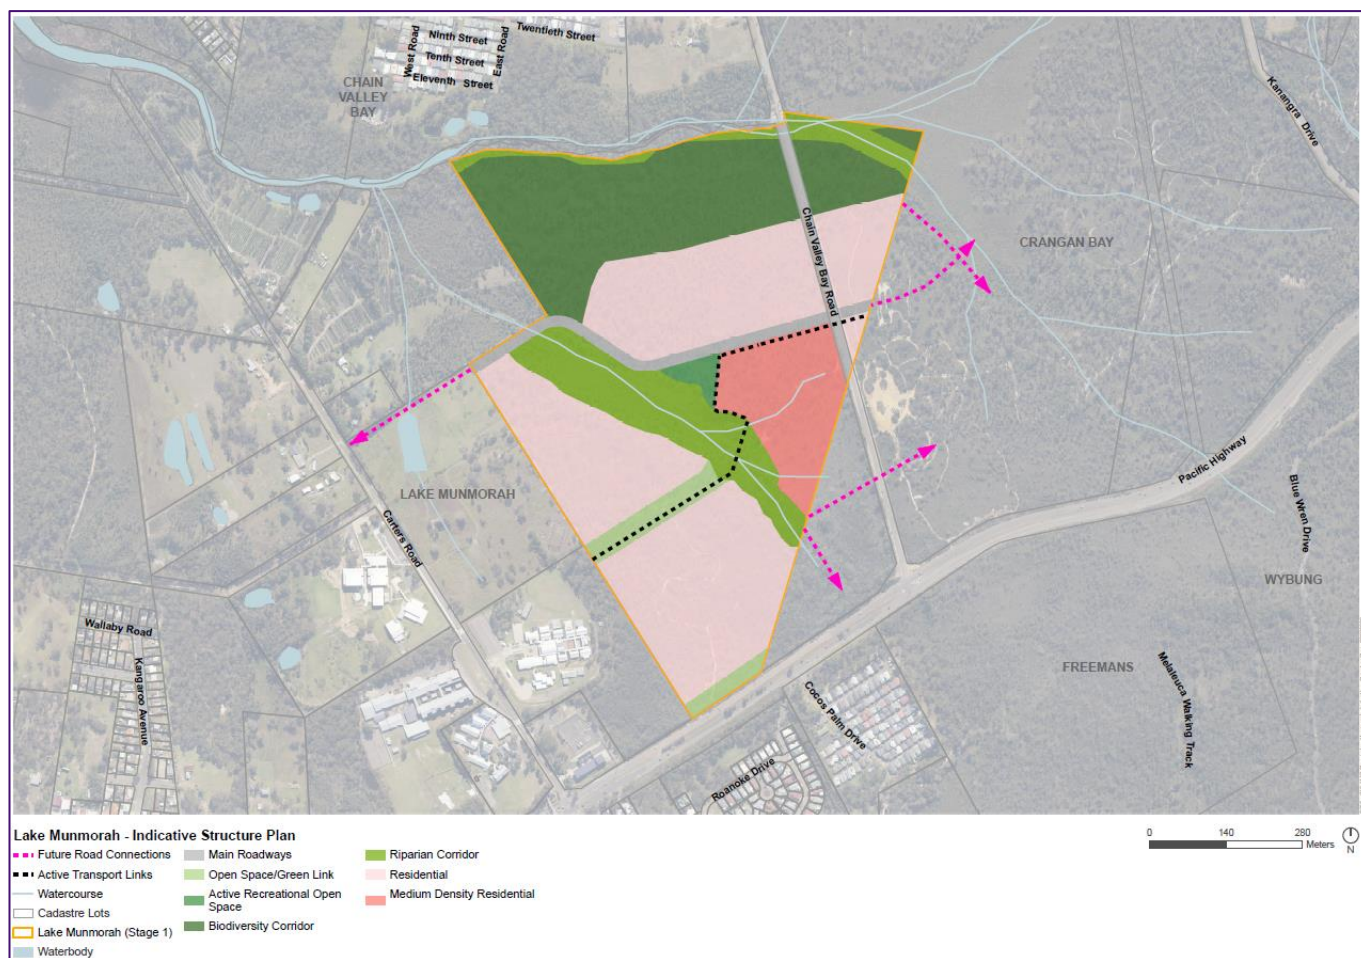 Twentieth Street
West Road
Ninth Street
East Road
Tenth Street
Eleventh Street
CHAIN
VALLEY
BAY
Kanangra Drive
Chain Valley Bay Road
CRANGAN BAY
Pacific Highway
LAKE MUNMORAH
Carters Road
Blue Wren Drive
WYBUNG
Wallaby Road
Kangaroo Avenue
FREEMANS
Melaleuca Walking Track
Cocos Palm Drive
Roanoke Drive
Lake Munmorah - Indicative Structure Plan
Future Road Connections
Active Transport Links
Watercourse
Cadastre Lots
Lake Munmorah (Stage 1)
Waterbody
Main Roadways
Open Space/Green Link
Active Recreational Open
Space
Biodiversity Corridor
Riparian Corridor
Residential
Medium Density Residential
0 140 280
Meters
N